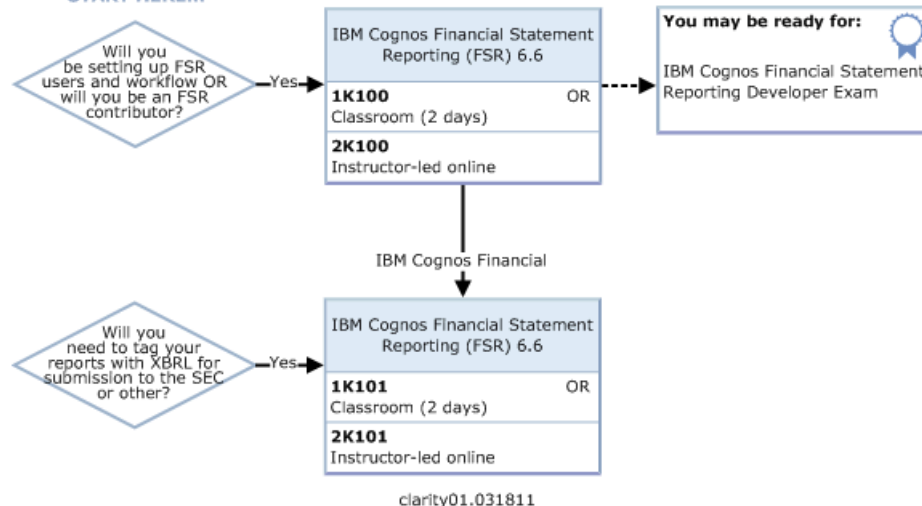 START HERE...
Will you
be setting up FSR
users and workflow OR
will you be an FSR
contributor?
Yes
IBM Cognos Financial Statement
Reporting (FSR) 6.6
1K100 OR
Classroom (2 days)
2K100
Instructor-led online
You may be ready for:
IBM Cognos Financial Statement
Reporting Developer Exam
IBM Cognos Financial
Will you
need to tag your
reports with XBRL for
submission to the SEC
or other?
Yes
IBM Cognos Financial Statement
Reporting (FSR) 6.6
1K101 OR
Classroom (2 days)
2K101
Instructor-led online
clarity01.031811